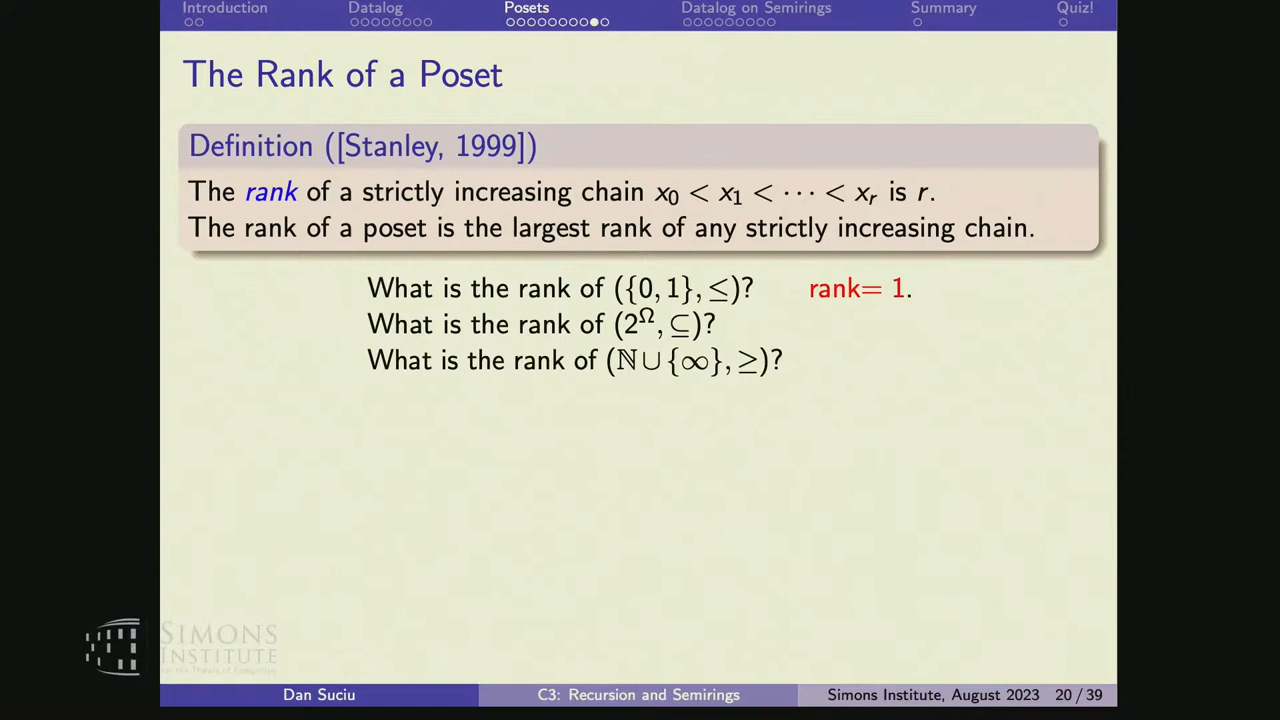 Introduction Datalog Posets Datalog on Semirings Summary Quiz!
The Rank of a Poset
Definition ([Stanley, 1999])
The rank of a strictly increasing chain x₀ < x₁ < ⋯ < xᵣ is r.
The rank of a poset is the largest rank of any strictly increasing chain.
What is the rank of ({0, 1}, ≤)? rank= 1.
What is the rank of (2^Ω, ⊆)?
What is the rank of (ℕ ∪ {∞}, ≥)?
SIMONS
INSTITUTE
Dan Suciu C3: Recursion and Semirings Simons Institute, August 2023 20 / 39